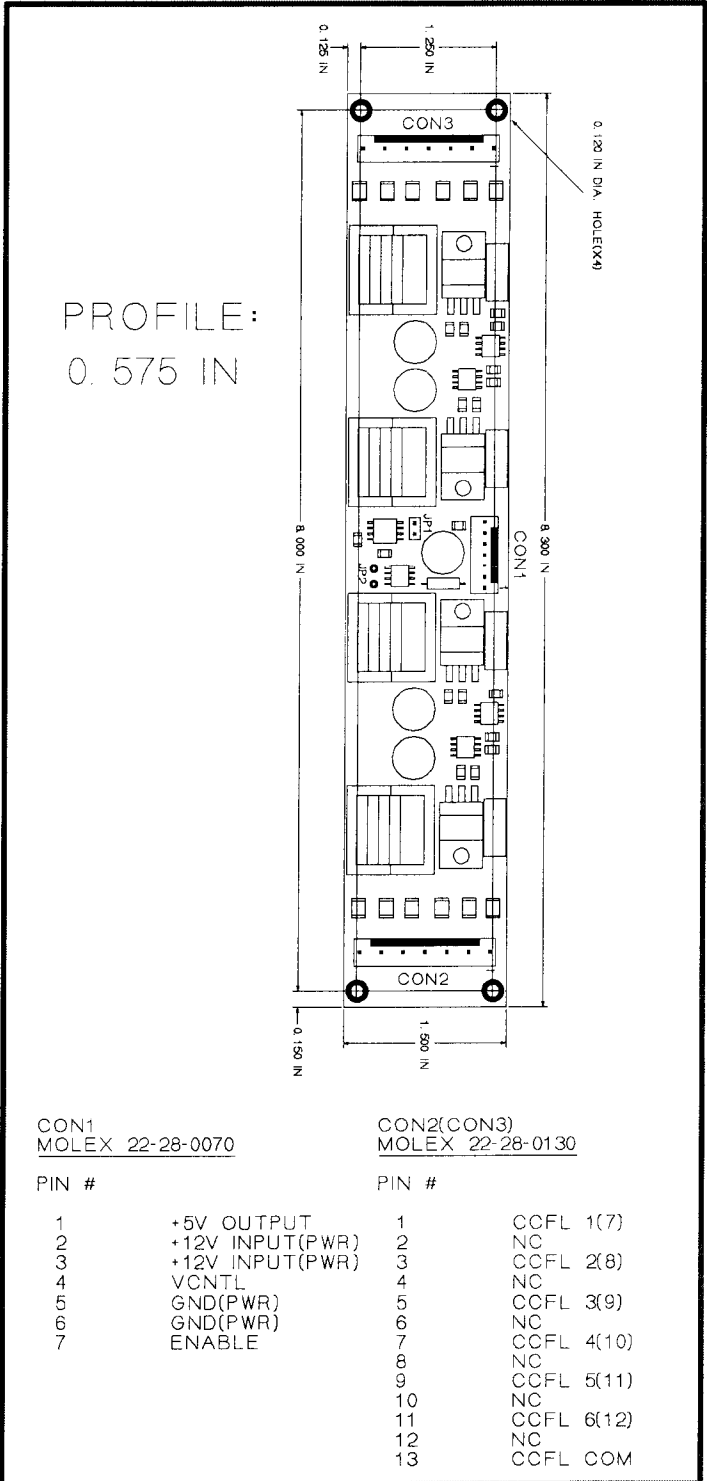 0.125 IN
1.250 IN
0.120 IN DIA. HOLE(X4)
CON3
PROFILE:
0.575 IN
8.000 IN
8.300 IN
JP1
CON1
JP2
1
CON2
0.150 IN
1.500 IN
CON1
MOLEX 22-28-0070
PIN #
1 +5V OUTPUT
2 +12V INPUT(PWR)
3 +12V INPUT(PWR)
4 VCNTL
5 GND(PWR)
6 GND(PWR)
7 ENABLE
CON2(CON3)
MOLEX 22-28-0130
PIN #
1 CCFL 1(7)
2 NC
3 CCFL 2(8)
4 NC
5 CCFL 3(9)
6 NC
7 CCFL 4(10)
8 NC
9 CCFL 5(11)
10 NC
11 CCFL 6(12)
12 NC
13 CCFL COM